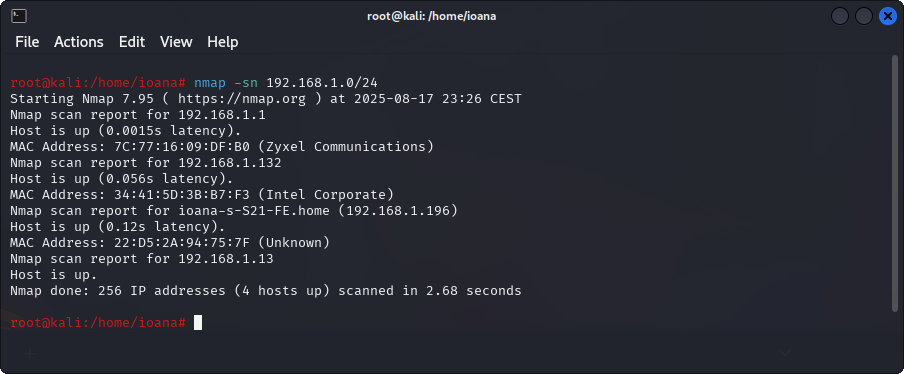 root@kali: /home/ioana
File Actions Edit View Help
root@kali:/home/ioana# nmap -sn 192.168.1.0/24
Starting Nmap 7.95 ( https://nmap.org ) at 2025-08-17 23:26 CEST
Nmap scan report for 192.168.1.1
Host is up (0.0015s latency).
MAC Address: 7C:77:16:09:DF:B0 (Zyxel Communications)
Nmap scan report for 192.168.1.132
Host is up (0.056s latency).
MAC Address: 34:41:5D:3B:B7:F3 (Intel Corporate)
Nmap scan report for ioana-s-S21-FE.home (192.168.1.196)
Host is up (0.12s latency).
MAC Address: 22:D5:2A:94:75:7F (Unknown)
Nmap scan report for 192.168.1.13
Host is up.
Nmap done: 256 IP addresses (4 hosts up) scanned in 2.68 seconds
root@kali:/home/ioana#